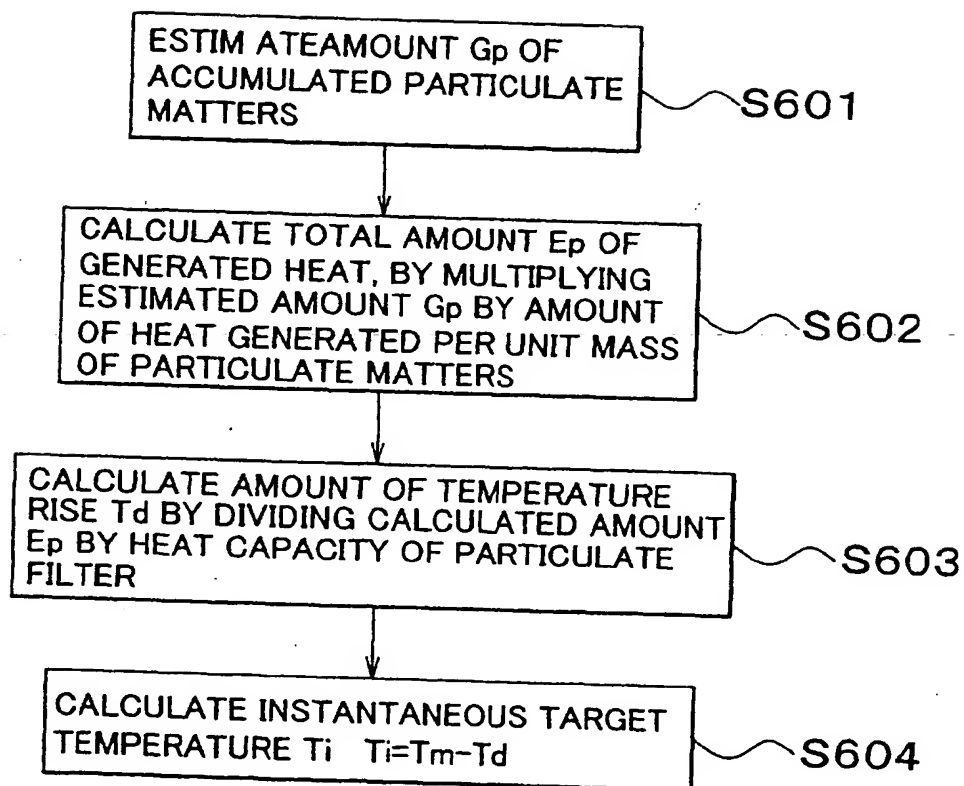 ESTIM ATEAMOUNT Gp OF
ACCUMULATED PARTICULATE
MATTERS
S601
CALCULATE TOTAL AMOUNT Ep OF
GENERATED HEAT, BY MULTIPLYING
ESTIMATED AMOUNT Gp BY AMOUNT
OF HEAT GENERATED PER UNIT MASS
OF PARTICULATE MATTERS
S602
CALCULATE AMOUNT OF TEMPERATURE
RISE Td BY DIVIDING CALCULATED AMOUNT
Ep BY HEAT CAPACITY OF PARTICULATE
FILTER
S603
CALCULATE INSTANTANEOUS TARGET
TEMPERATURE Ti Ti=Tm-Td
S604